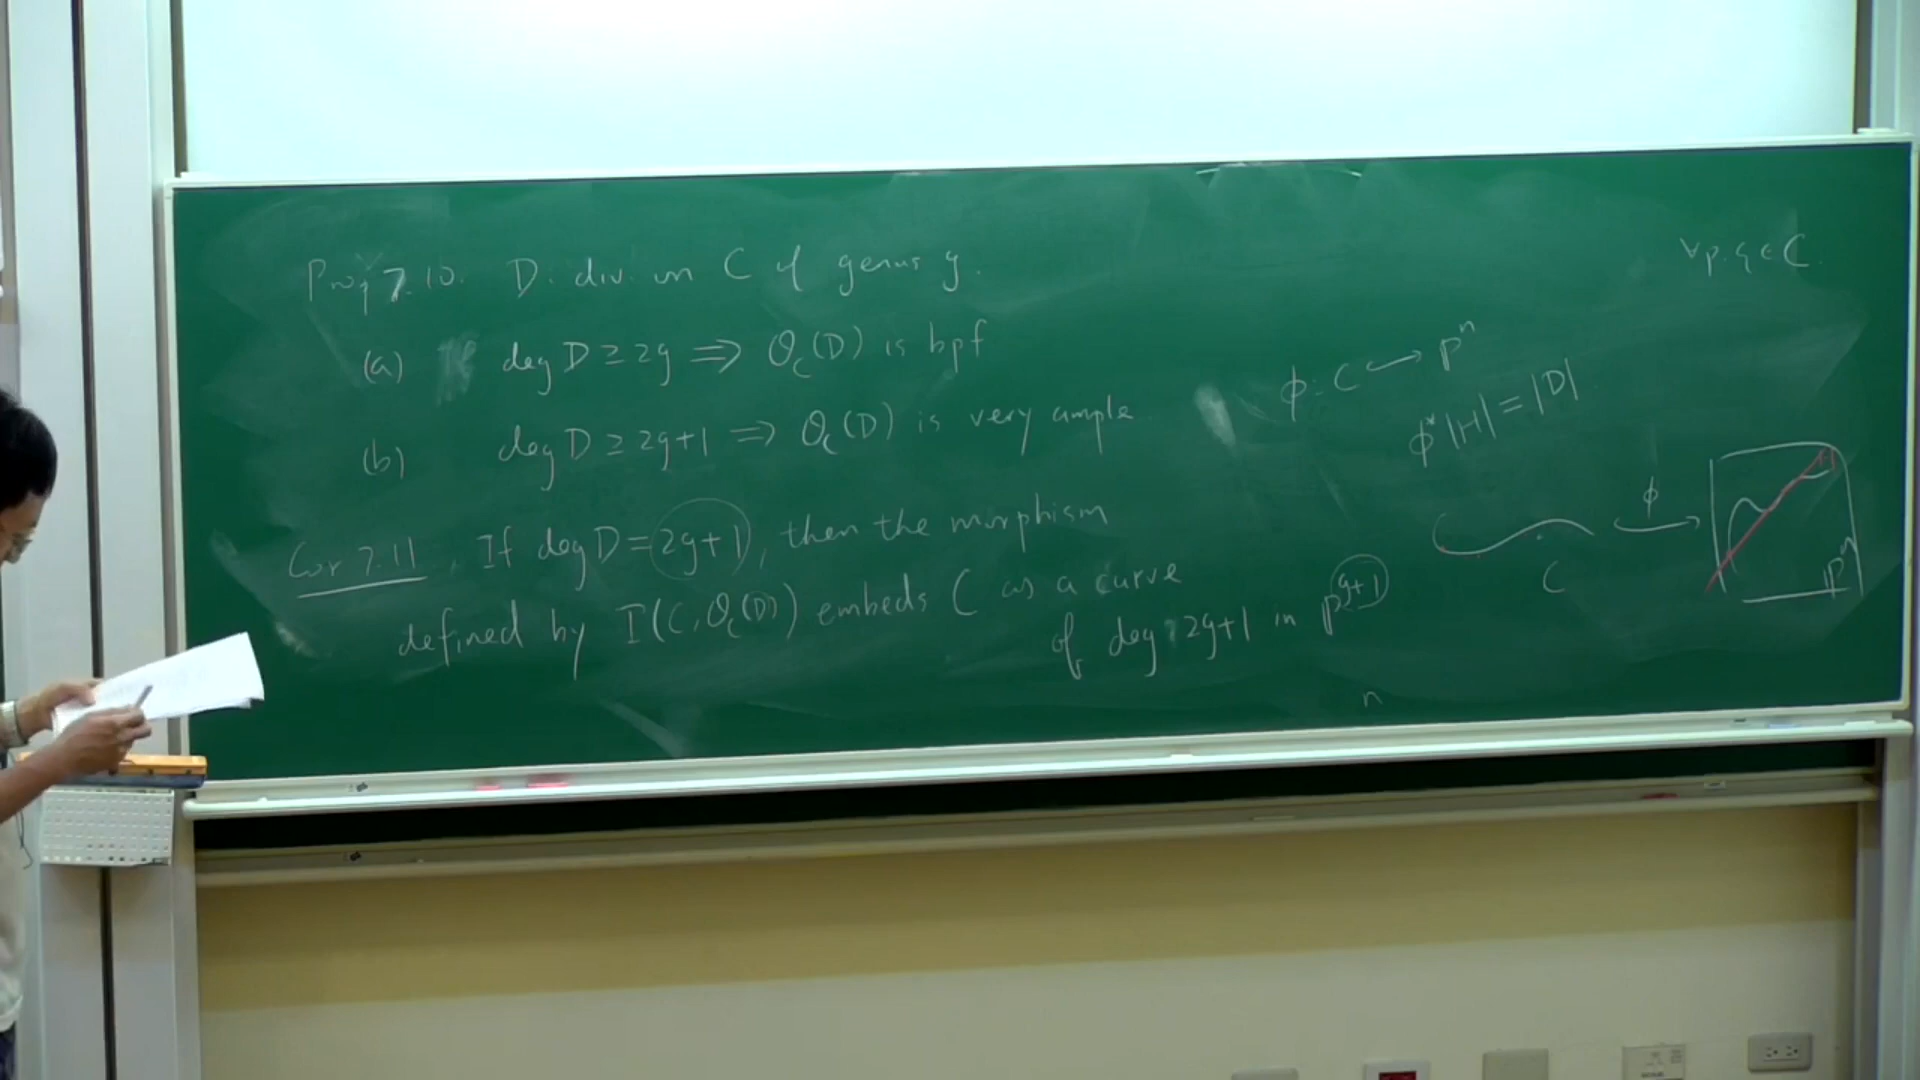 Prop 7.10. D: div. on C of genus g.
(a) If deg D ≥ 2g ⟹ O_C(D) is bpf
(b) deg D ≥ 2g+1 ⟹ O_C(D) is very ample
Cor 7.11. If deg D = 2g+1, then the morphism
defined by Γ(C, O_C(D)) embeds C as a curve
of deg 2g+1 in P^{g+1}
n
∀p,q ∈ C.
φ: C ↪ P^n
φ*|H| = |D|
C
φ
H
P^n